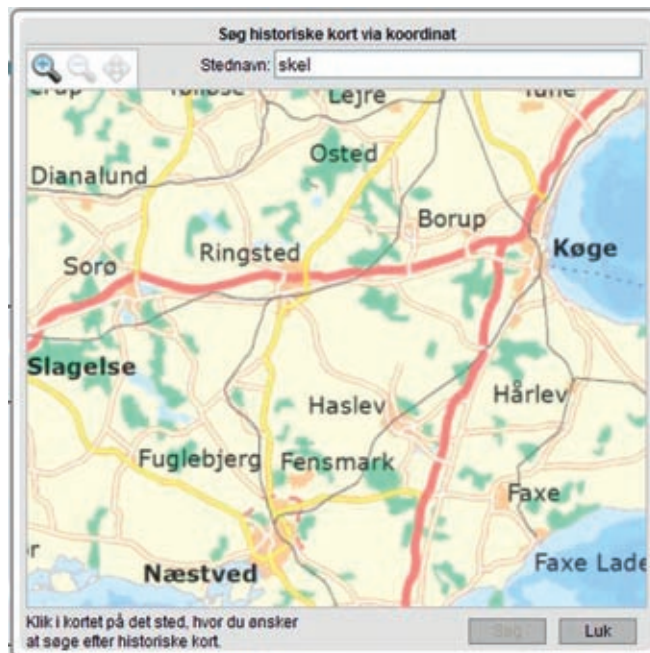 Søg historiske kort via koordinat
Stednavn: skel
Lejre
Osted
Dianalund
Borup
Ringsted
Køge
Sorø
Slagelse
Hårlev
Haslev
Fuglebjerg
Fensmark
Faxe
Faxe Lade
Næstved
Klik i kortet på det sted, hvor du ønsker
at søge efter historiske kort.
Søg
Luk